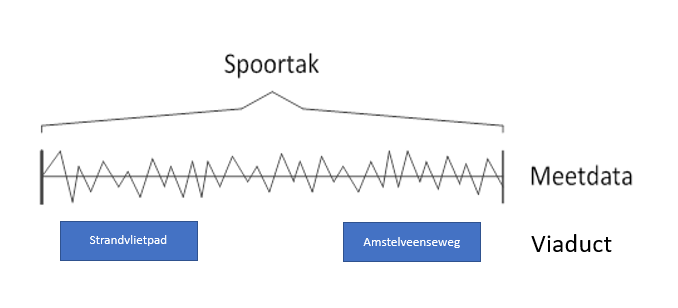 Spoortak
Meetdata
Strandvlietpad
Amstelveenseweg
Viaduct